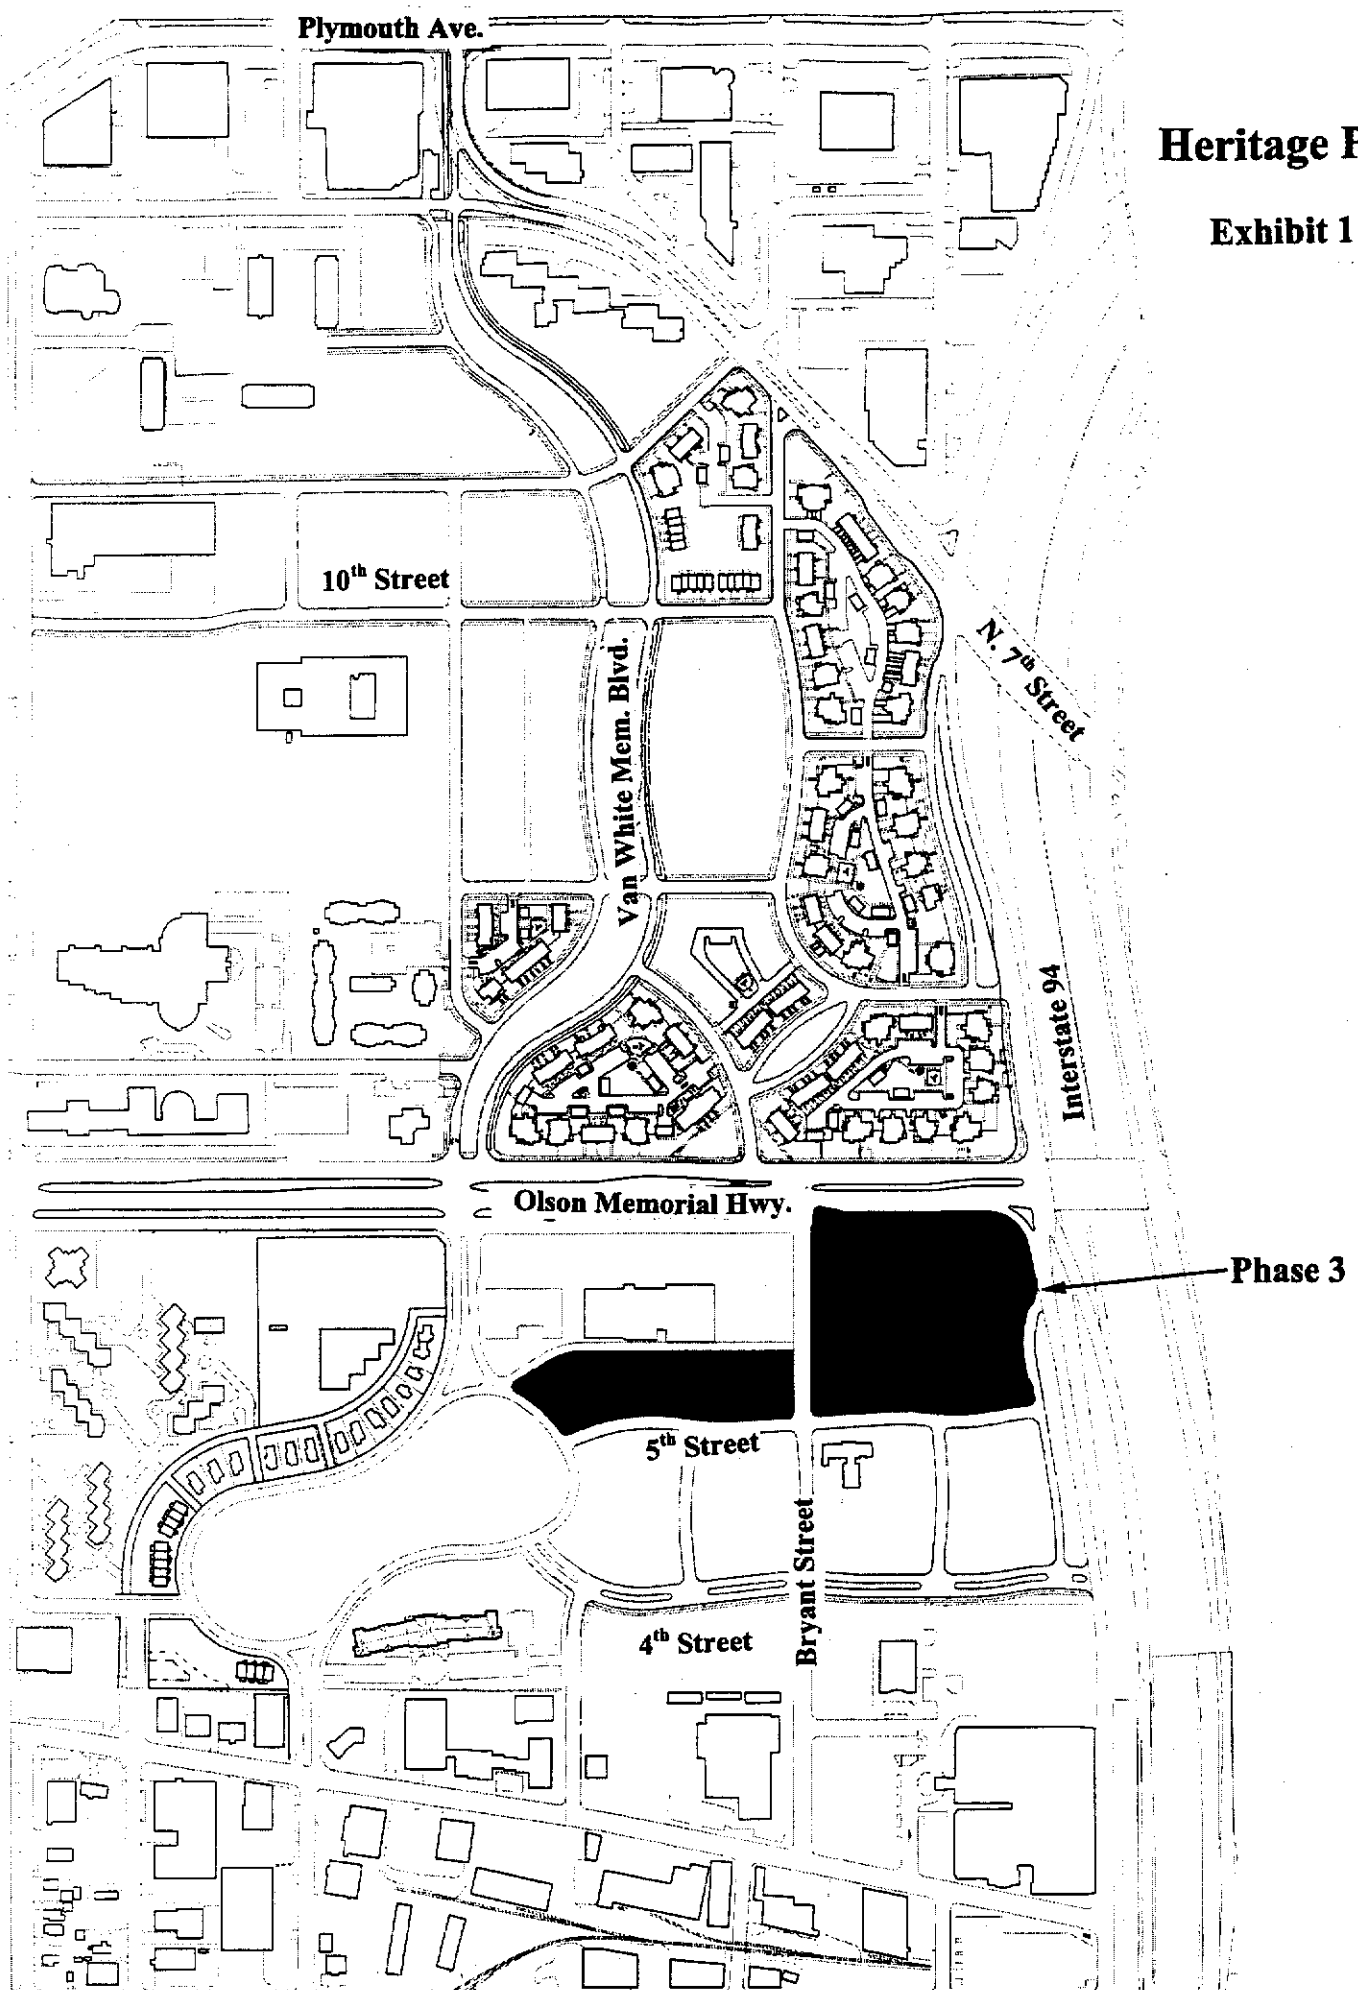 Plymouth Ave.
Heritage P
Exhibit 1
10th Street
Van White Mem. Blvd.
N. 7th Street
Interstate 94
Olson Memorial Hwy.
Phase 3
5th Street
Bryant Street
4th Street